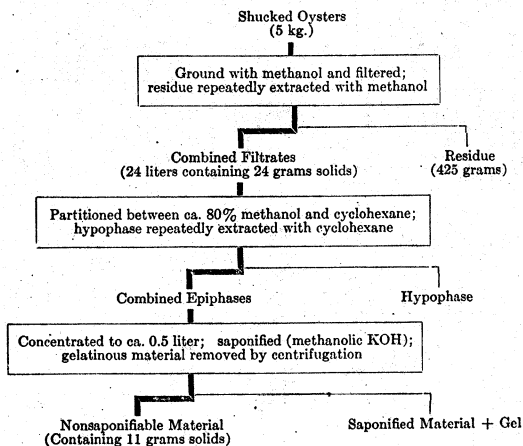 Shucked Oysters
(5 kg.)
Ground with methanol and filtered;
residue repeatedly extracted with methanol
Combined Filtrates
(24 liters containing 24 grams solids)
Residue
(425 grams)
Partitioned between ca. 80% methanol and cyclohexane;
hypophase repeatedly extracted with cyclohexane
Combined Epiphases
Hypophase
Concentrated to ca. 0.5 liter; saponified (methanolic KOH);
gelatinous material removed by centrifugation
Nonsaponifiable Material
(Containing 11 grams solids)
Saponified Material + Gel